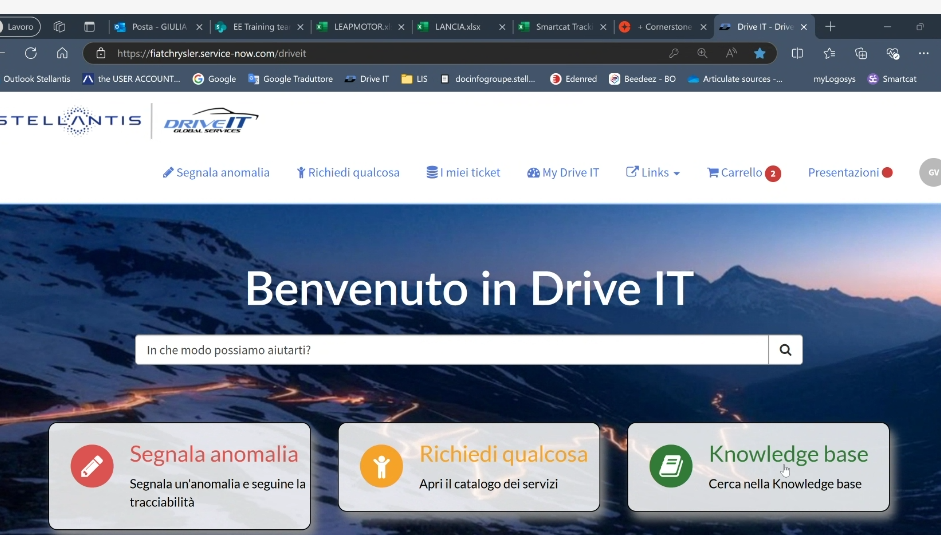 Lavoro
Posta - GIULIA
EE Training tea
LEAPMOTOR.x
LANCIA.xlsx
Smartcat Track
+ Cornerstone
Drive IT - Drive
https://fiatchrysler.service-now.com/driveit
Outlook Stellantis
the USER ACCOUNT...
Google
Google Traduttore
Drive IT
LIS
docinfogroupe.stell...
Edenred
Beedeez - BO
Articulate sources -...
myLogosys
Smartcat
STELLANTIS
DRIVEIT
GLOBAL SERVICES
Segnala anomalia
Richiedi qualcosa
I miei ticket
My Drive IT
Links
Carrello 2
Presentazioni
GV
Benvenuto in Drive IT
In che modo possiamo aiutarti?
Segnala anomalia
Segnala un'anomalia e seguine la
tracciabilità
Richiedi qualcosa
Apri il catalogo dei servizi
Knowledge base
Cerca nella Knowledge base